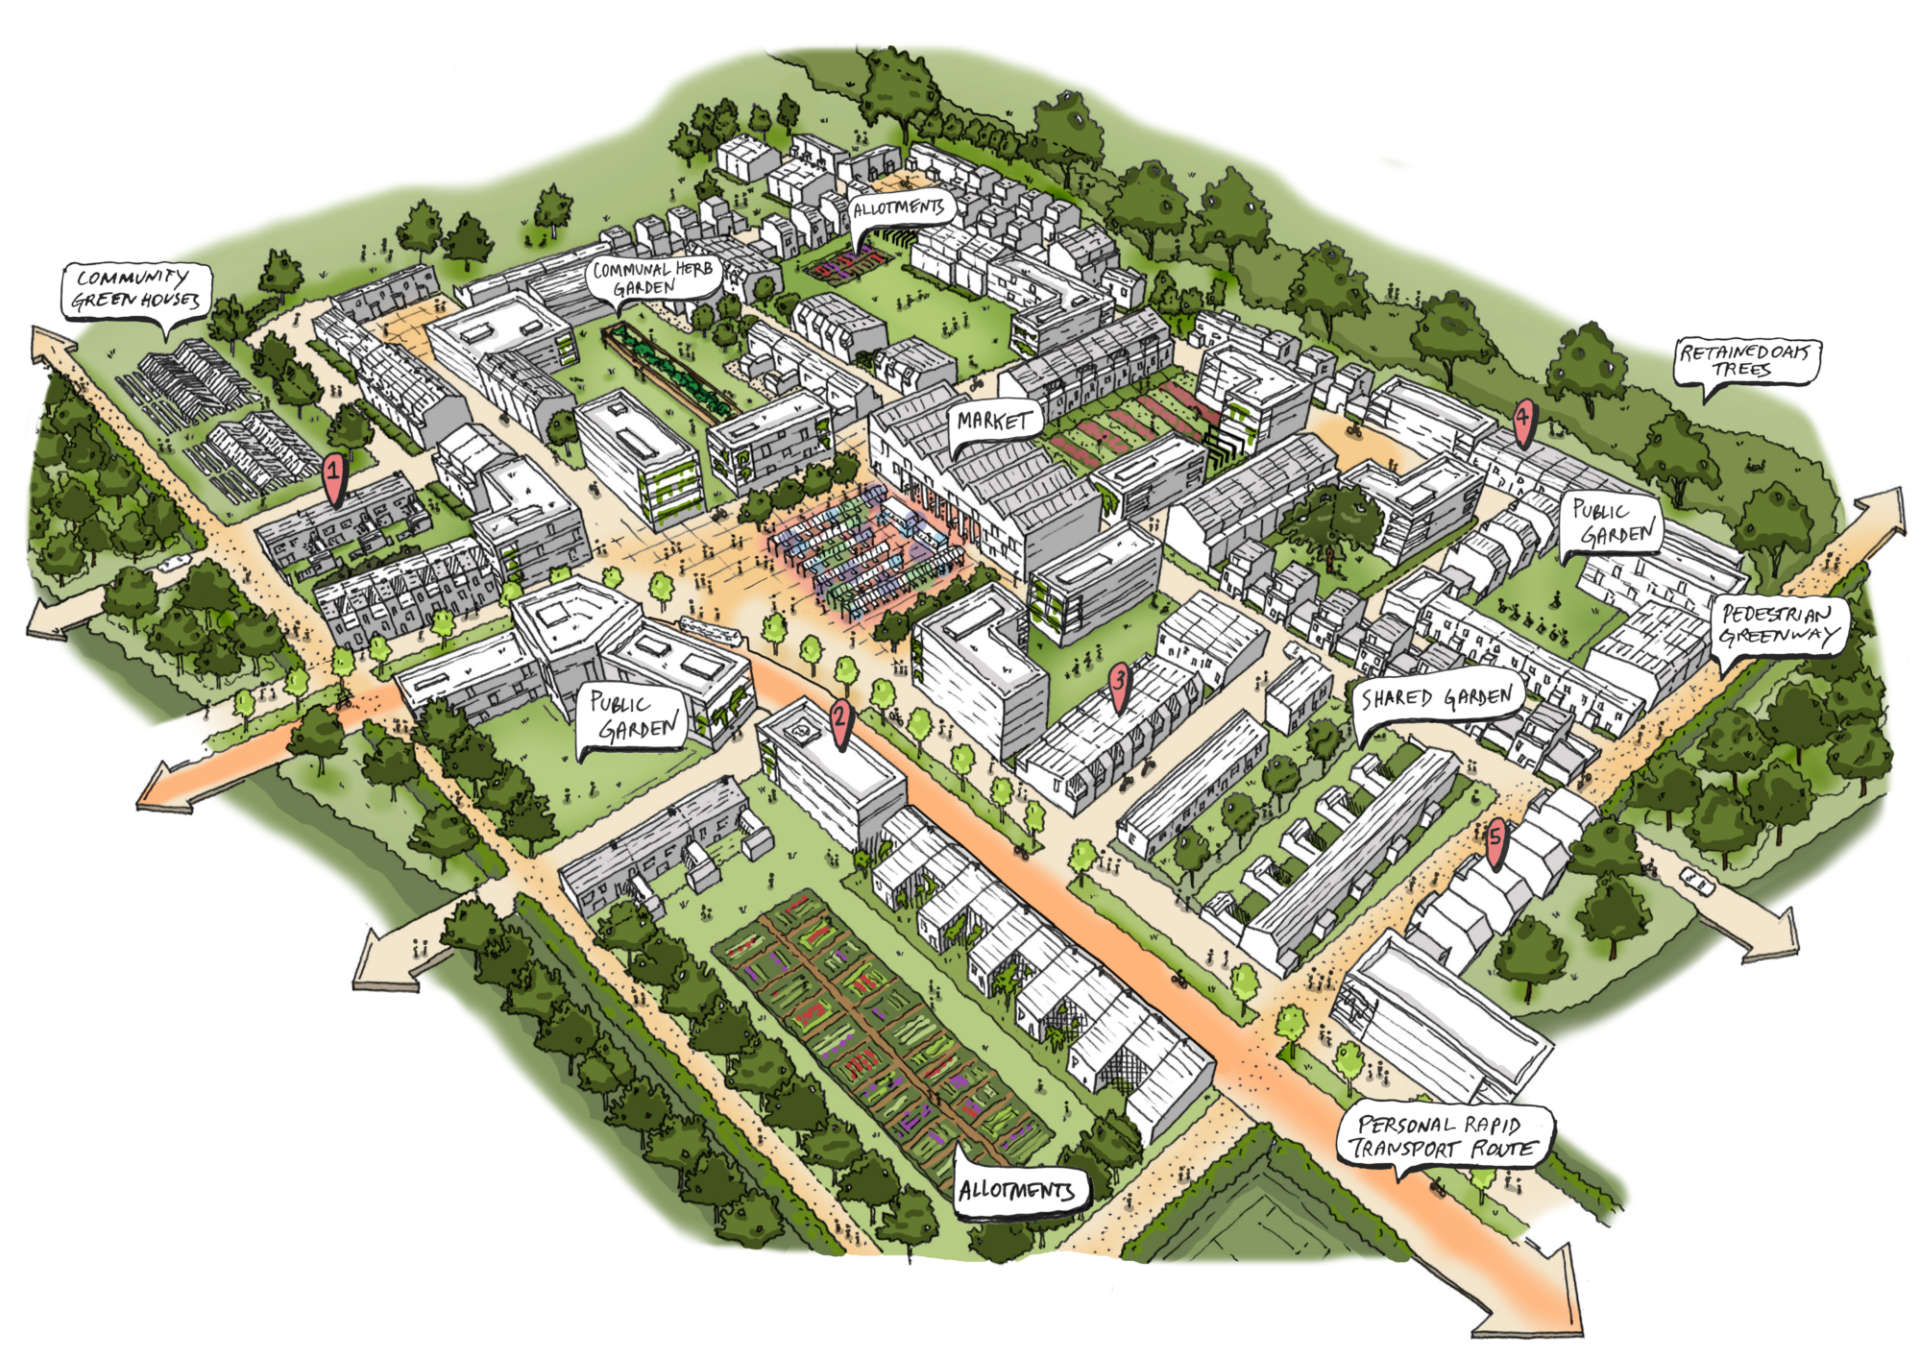 ALLOTMENTS
COMMUNITY
GREEN HOUSES
COMMUNAL HERB
GARDEN
RETAINED OAK
TREES
MARKET
4
1
PUBLIC
GARDEN
PEDESTRIAN
GREENWAY
3
SHARED GARDEN
PUBLIC
GARDEN
2
5
PERSONAL RAPID
TRANSPORT ROUTE
ALLOTMENTS